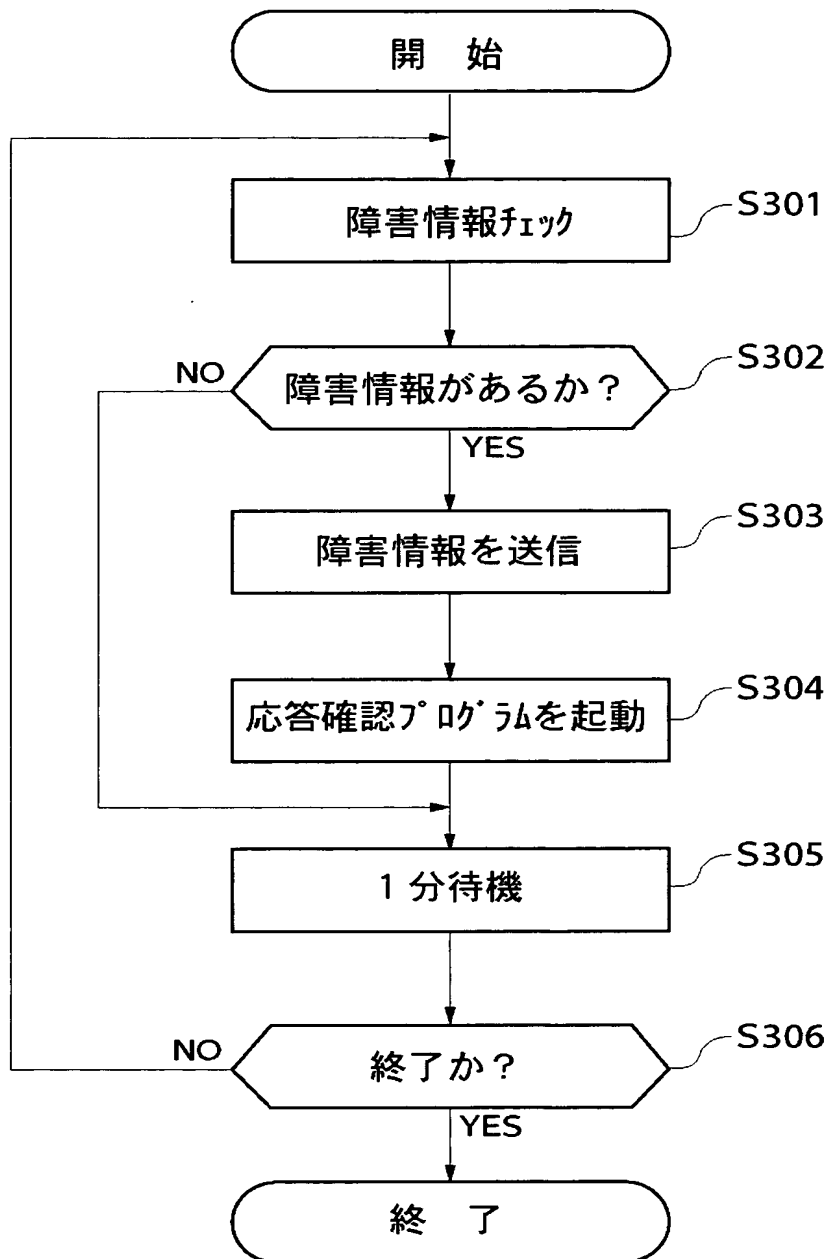 開 始
障害情報ﾁｪｯｸ
S301
障害情報があるか？
S302
NO
YES
障害情報を送信
S303
応答確認ﾌﾟﾛｸﾞﾗﾑを起動
S304
1分待機
S305
終了か？
S306
NO
YES
終 了